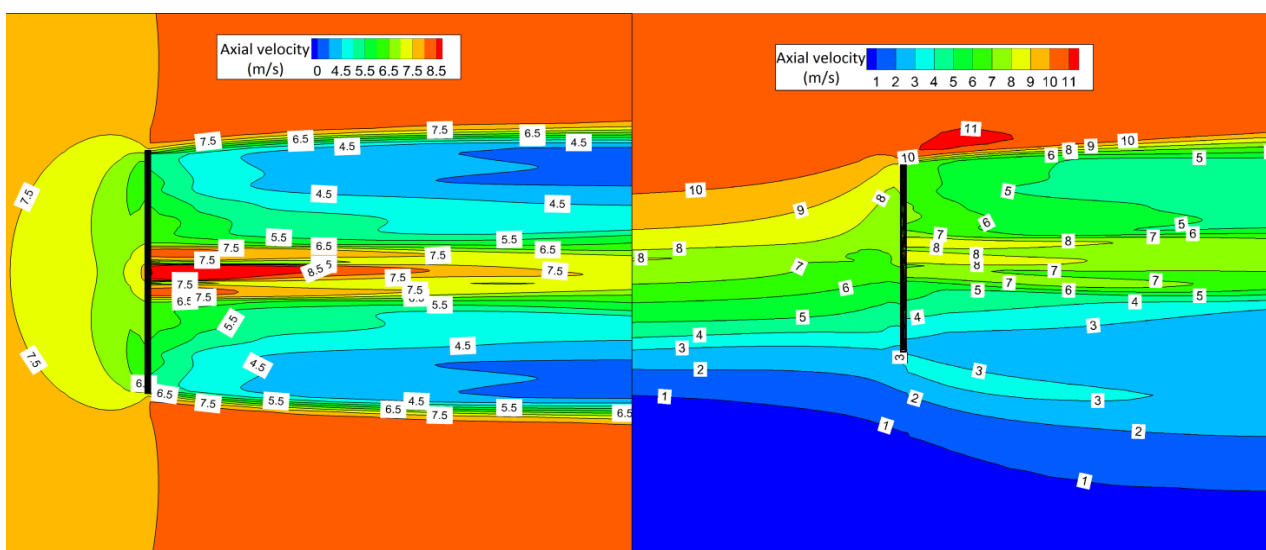 Axial velocity
(m/s)
0 4.5 5.5 6.5 7.5 8.5
7.5 6.5 7.5 6.5
4.5 4.5
7.5
4.5
5.5 5.5
6.5 6.5
7.5 7.5
8.5 7.5
7.5 7.5
6.5 7.5 5.5
5.5
4.5
4.5
7.5
6.5 7.5 5.5 4.5 5.5
6.5 7.5 6.5
Axial velocity
(m/s)
1 2 3 4 5 6 7 8 9 10 11
11
10 6 8 9 10 5
10 9 8 5
6 5
7 7 6
8 8 8 8
7 8 7 7
6 5 6 5
5 4 4
4 3
3 3
2 3
1 2 3
1 2
1